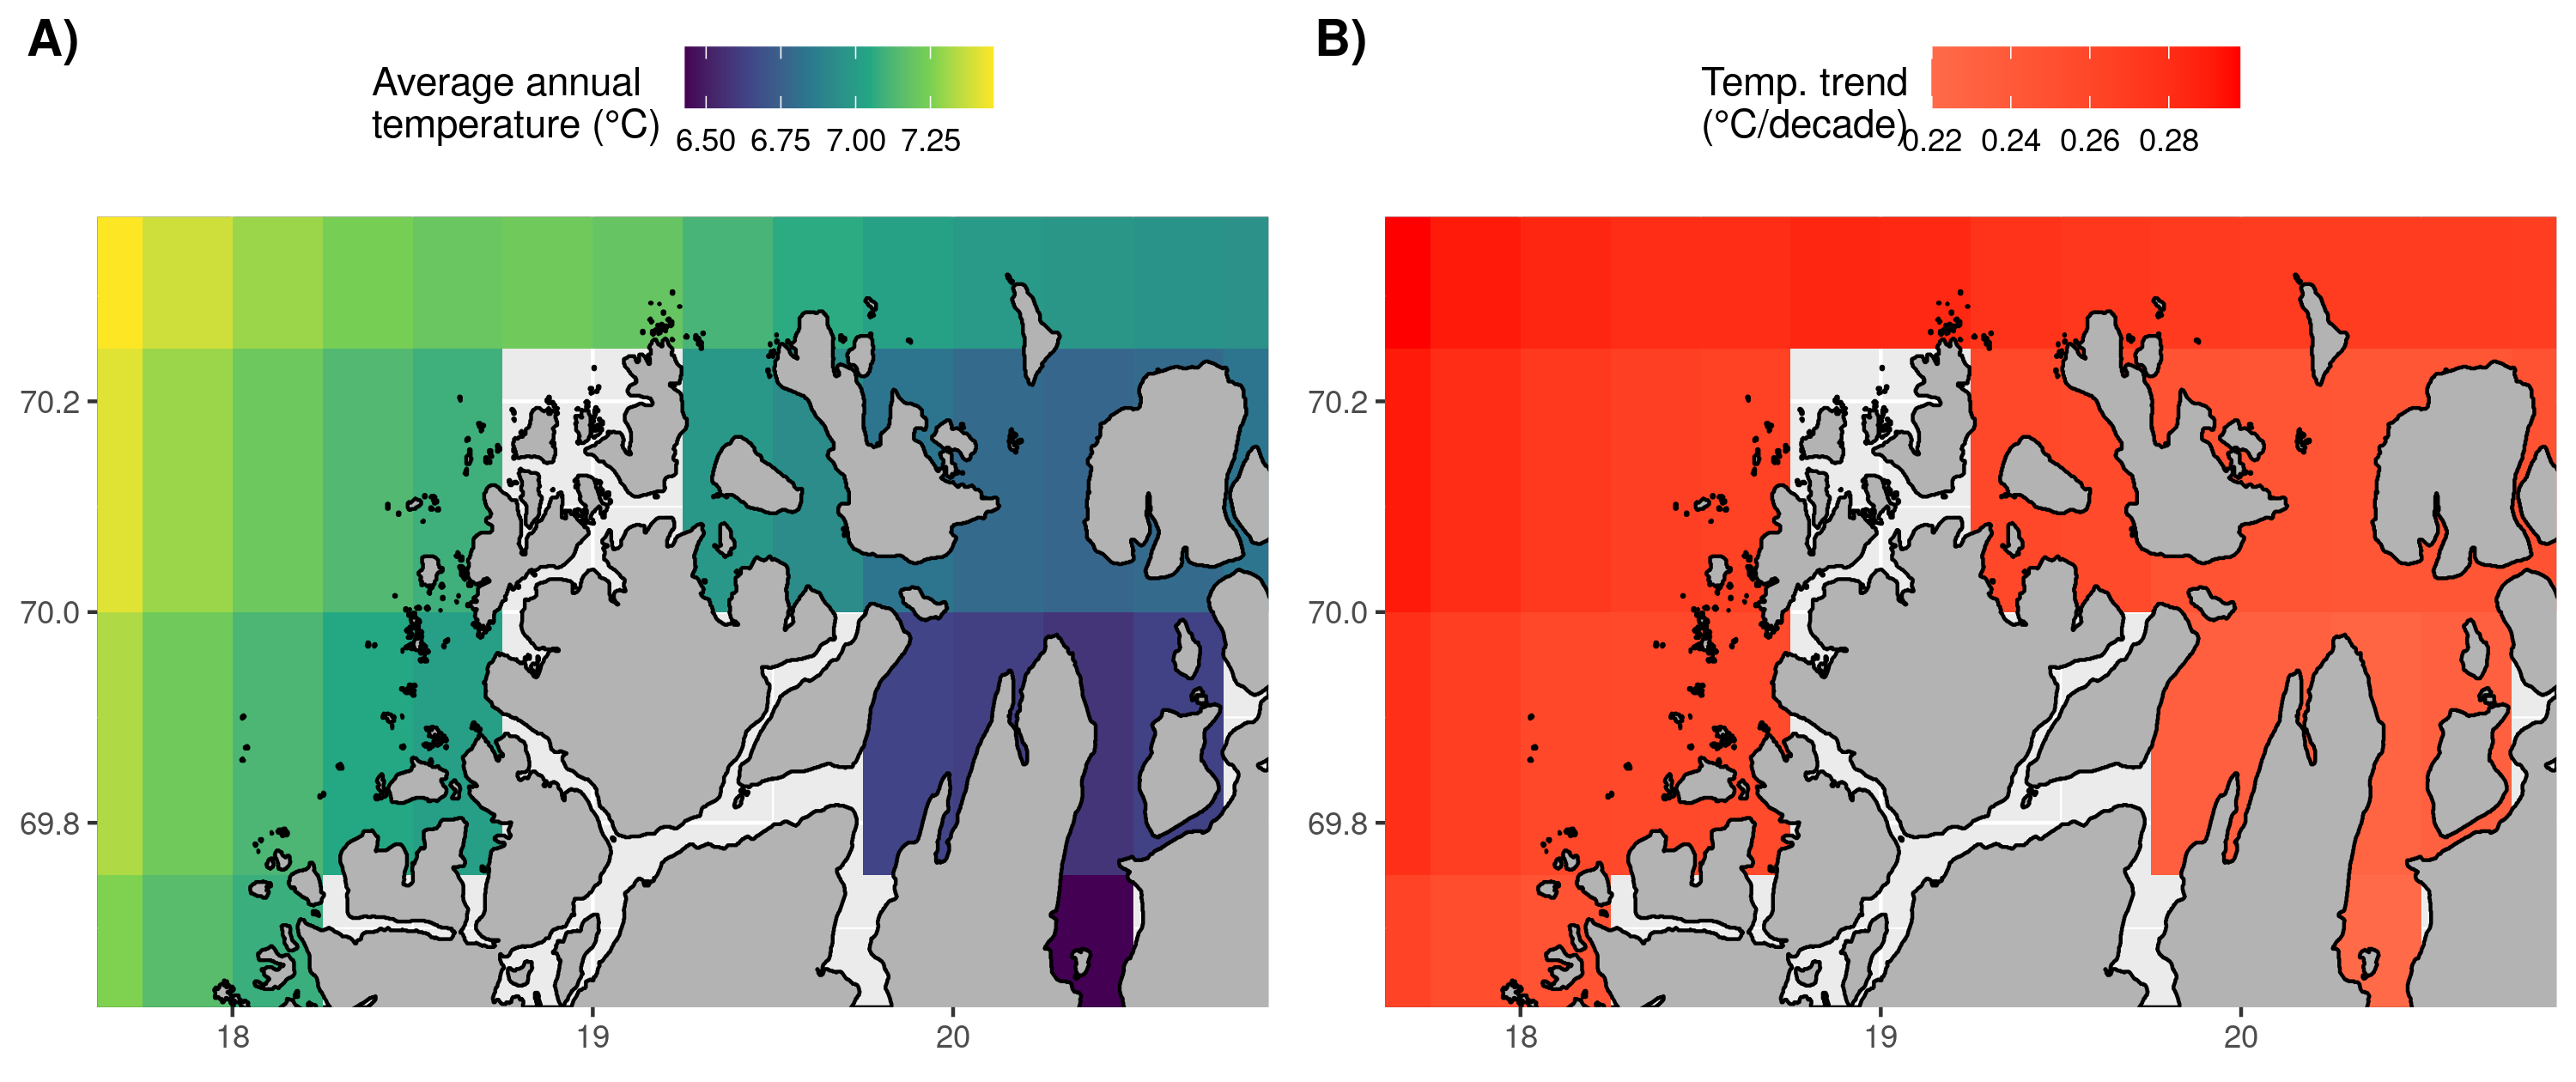 A)
Average annual
temperature (°C)
6.50 6.75 7.00 7.25
70.2
70.0
69.8
18 19 20
B)
Temp. trend
(°C/decade)
0.22 0.24 0.26 0.28
70.2
70.0
69.8
18 19 20